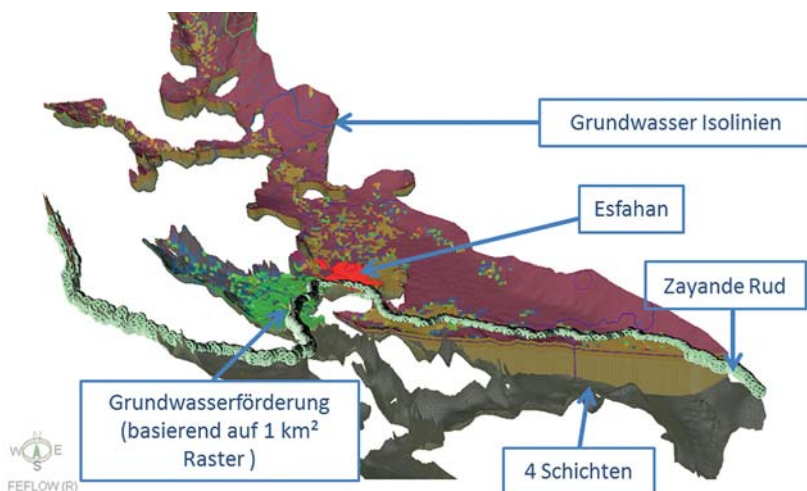 Grundwasser Isolinien
Esfahan
Zayande Rud
Grundwasserförderung
(basierend auf 1 km²
Raster )
4 Schichten
N
W E
S
FEFLOW (R)